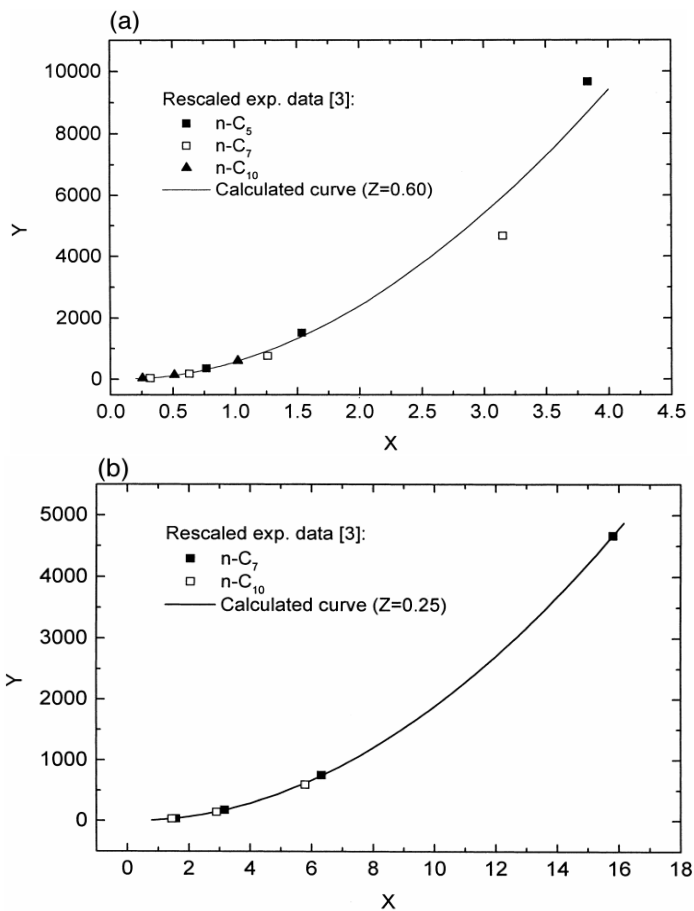 (a)
10000
8000
6000
4000
2000
0
Y
Rescaled exp. data [3]:
n-C5
n-C7
n-C10
Calculated curve (Z=0.60)
0.0 0.5 1.0 1.5 2.0 2.5 3.0 3.5 4.0 4.5
X
(b)
5000
4000
3000
2000
1000
0
Y
Rescaled exp. data [3]:
n-C7
n-C10
Calculated curve (Z=0.25)
0 2 4 6 8 10 12 14 16 18
X